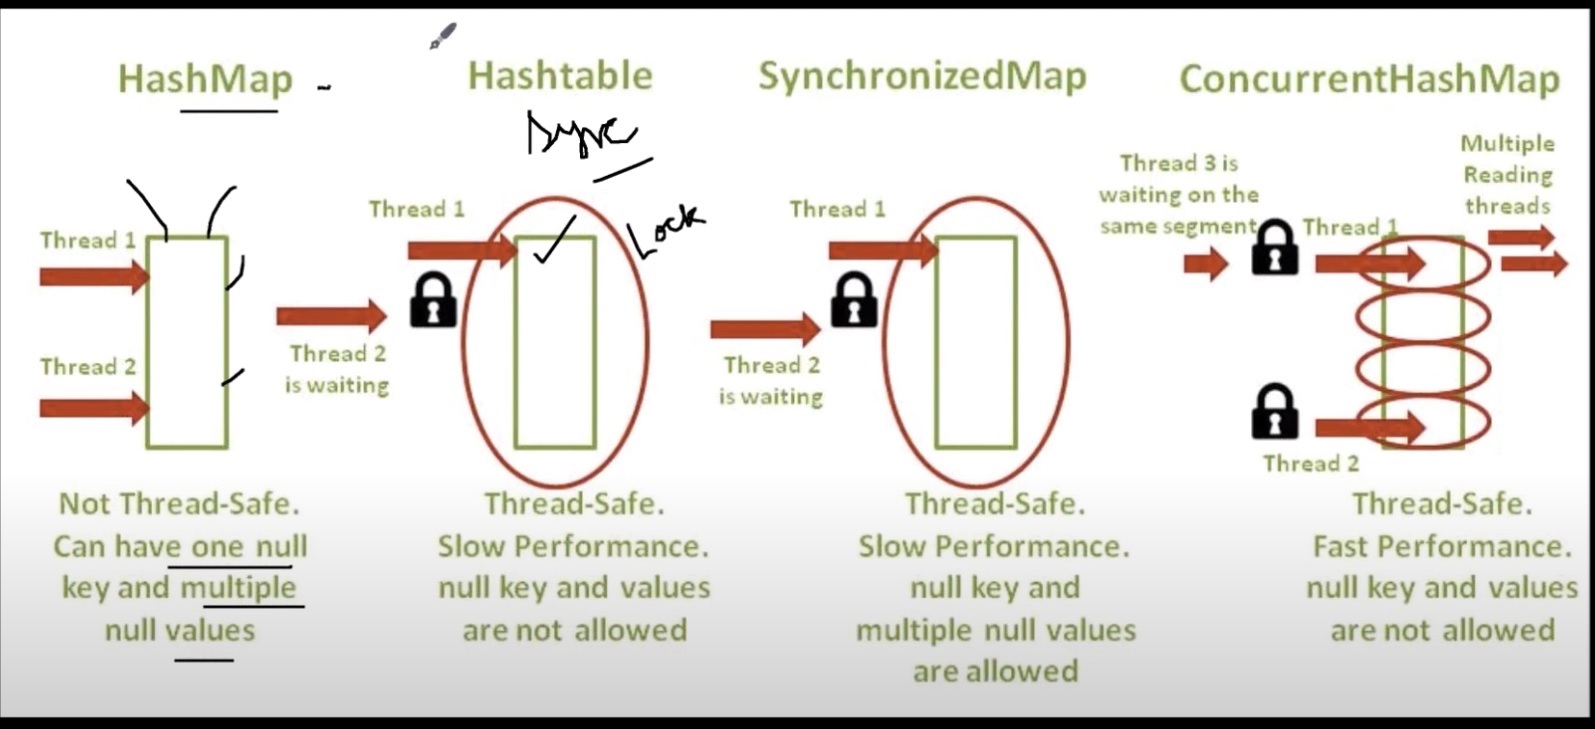 HashMap -
Thread 1
Thread 2
Not Thread-Safe.
Can have one null
key and multiple
null values
Hashtable
Sync
Thread 1
Lock
Thread 2
is waiting
Thread-Safe.
Slow Performance.
null key and values
are not allowed
SynchronizedMap
Thread 1
Thread 2
is waiting
Thread-Safe.
Slow Performance.
null key and
multiple null values
are allowed
ConcurrentHashMap
Thread 3 is
waiting on the
same segment
Multiple
Reading
threads
Thread 1
Thread 2
Thread-Safe.
Fast Performance.
null key and values
are not allowed